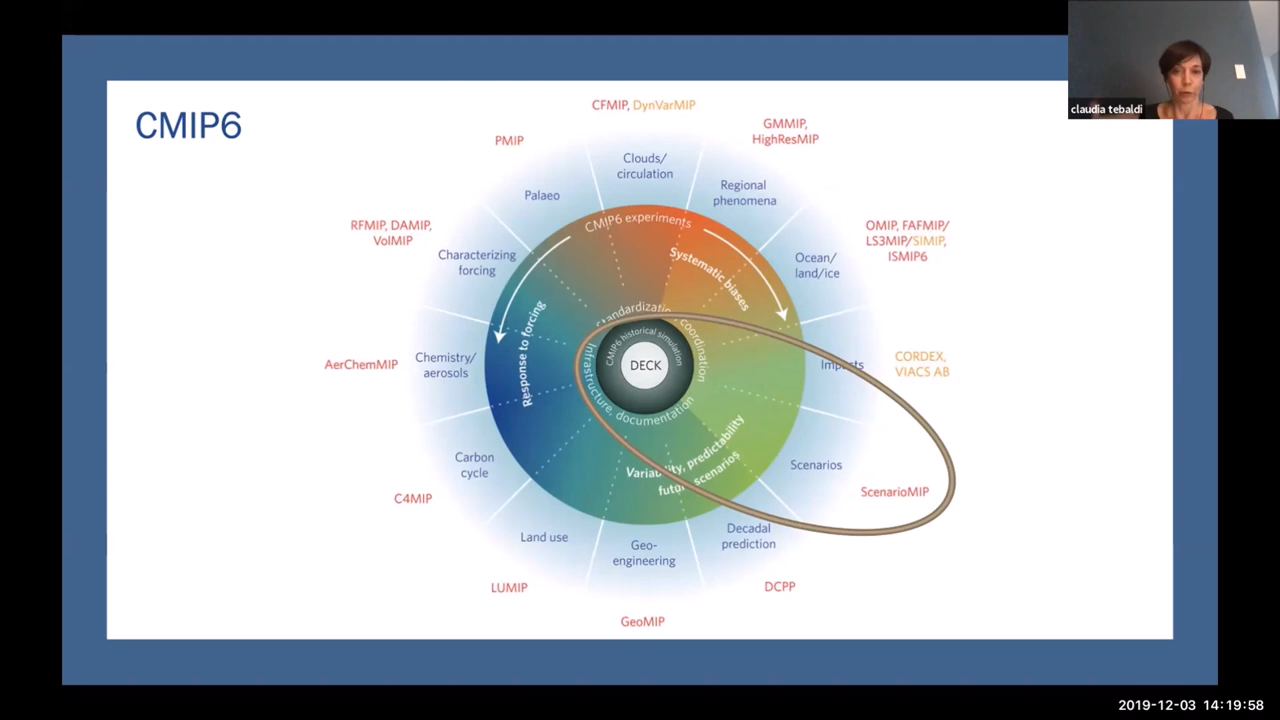 CMIP6
claudia tebaldi
CFMIP, DynVarMIP
GMMIP,
HighResMIP
PMIP
Clouds/
circulation
Regional
phenomena
Palaeo
RFMIP, DAMIP,
VolMIP
OMIP, FAFMIP/
LS3MIP/SIMIP,
ISMIP6
Characterizing
forcing
Ocean/
land/ice
CMIP6 experiments
Systematic biases
Response to forcing
Standardization, coordination
Infrastructure, documentation
CMIP6 historical simulation
DECK
AerChemMIP
Chemistry/
aerosols
Impacts
CORDEX,
VIACS AB
Variability, predictability
future scenarios
Carbon
cycle
Scenarios
ScenarioMIP
C4MIP
Land use
Geo-
engineering
Decadal
prediction
LUMIP
DCPP
GeoMIP
2019-12-03 14:19:58